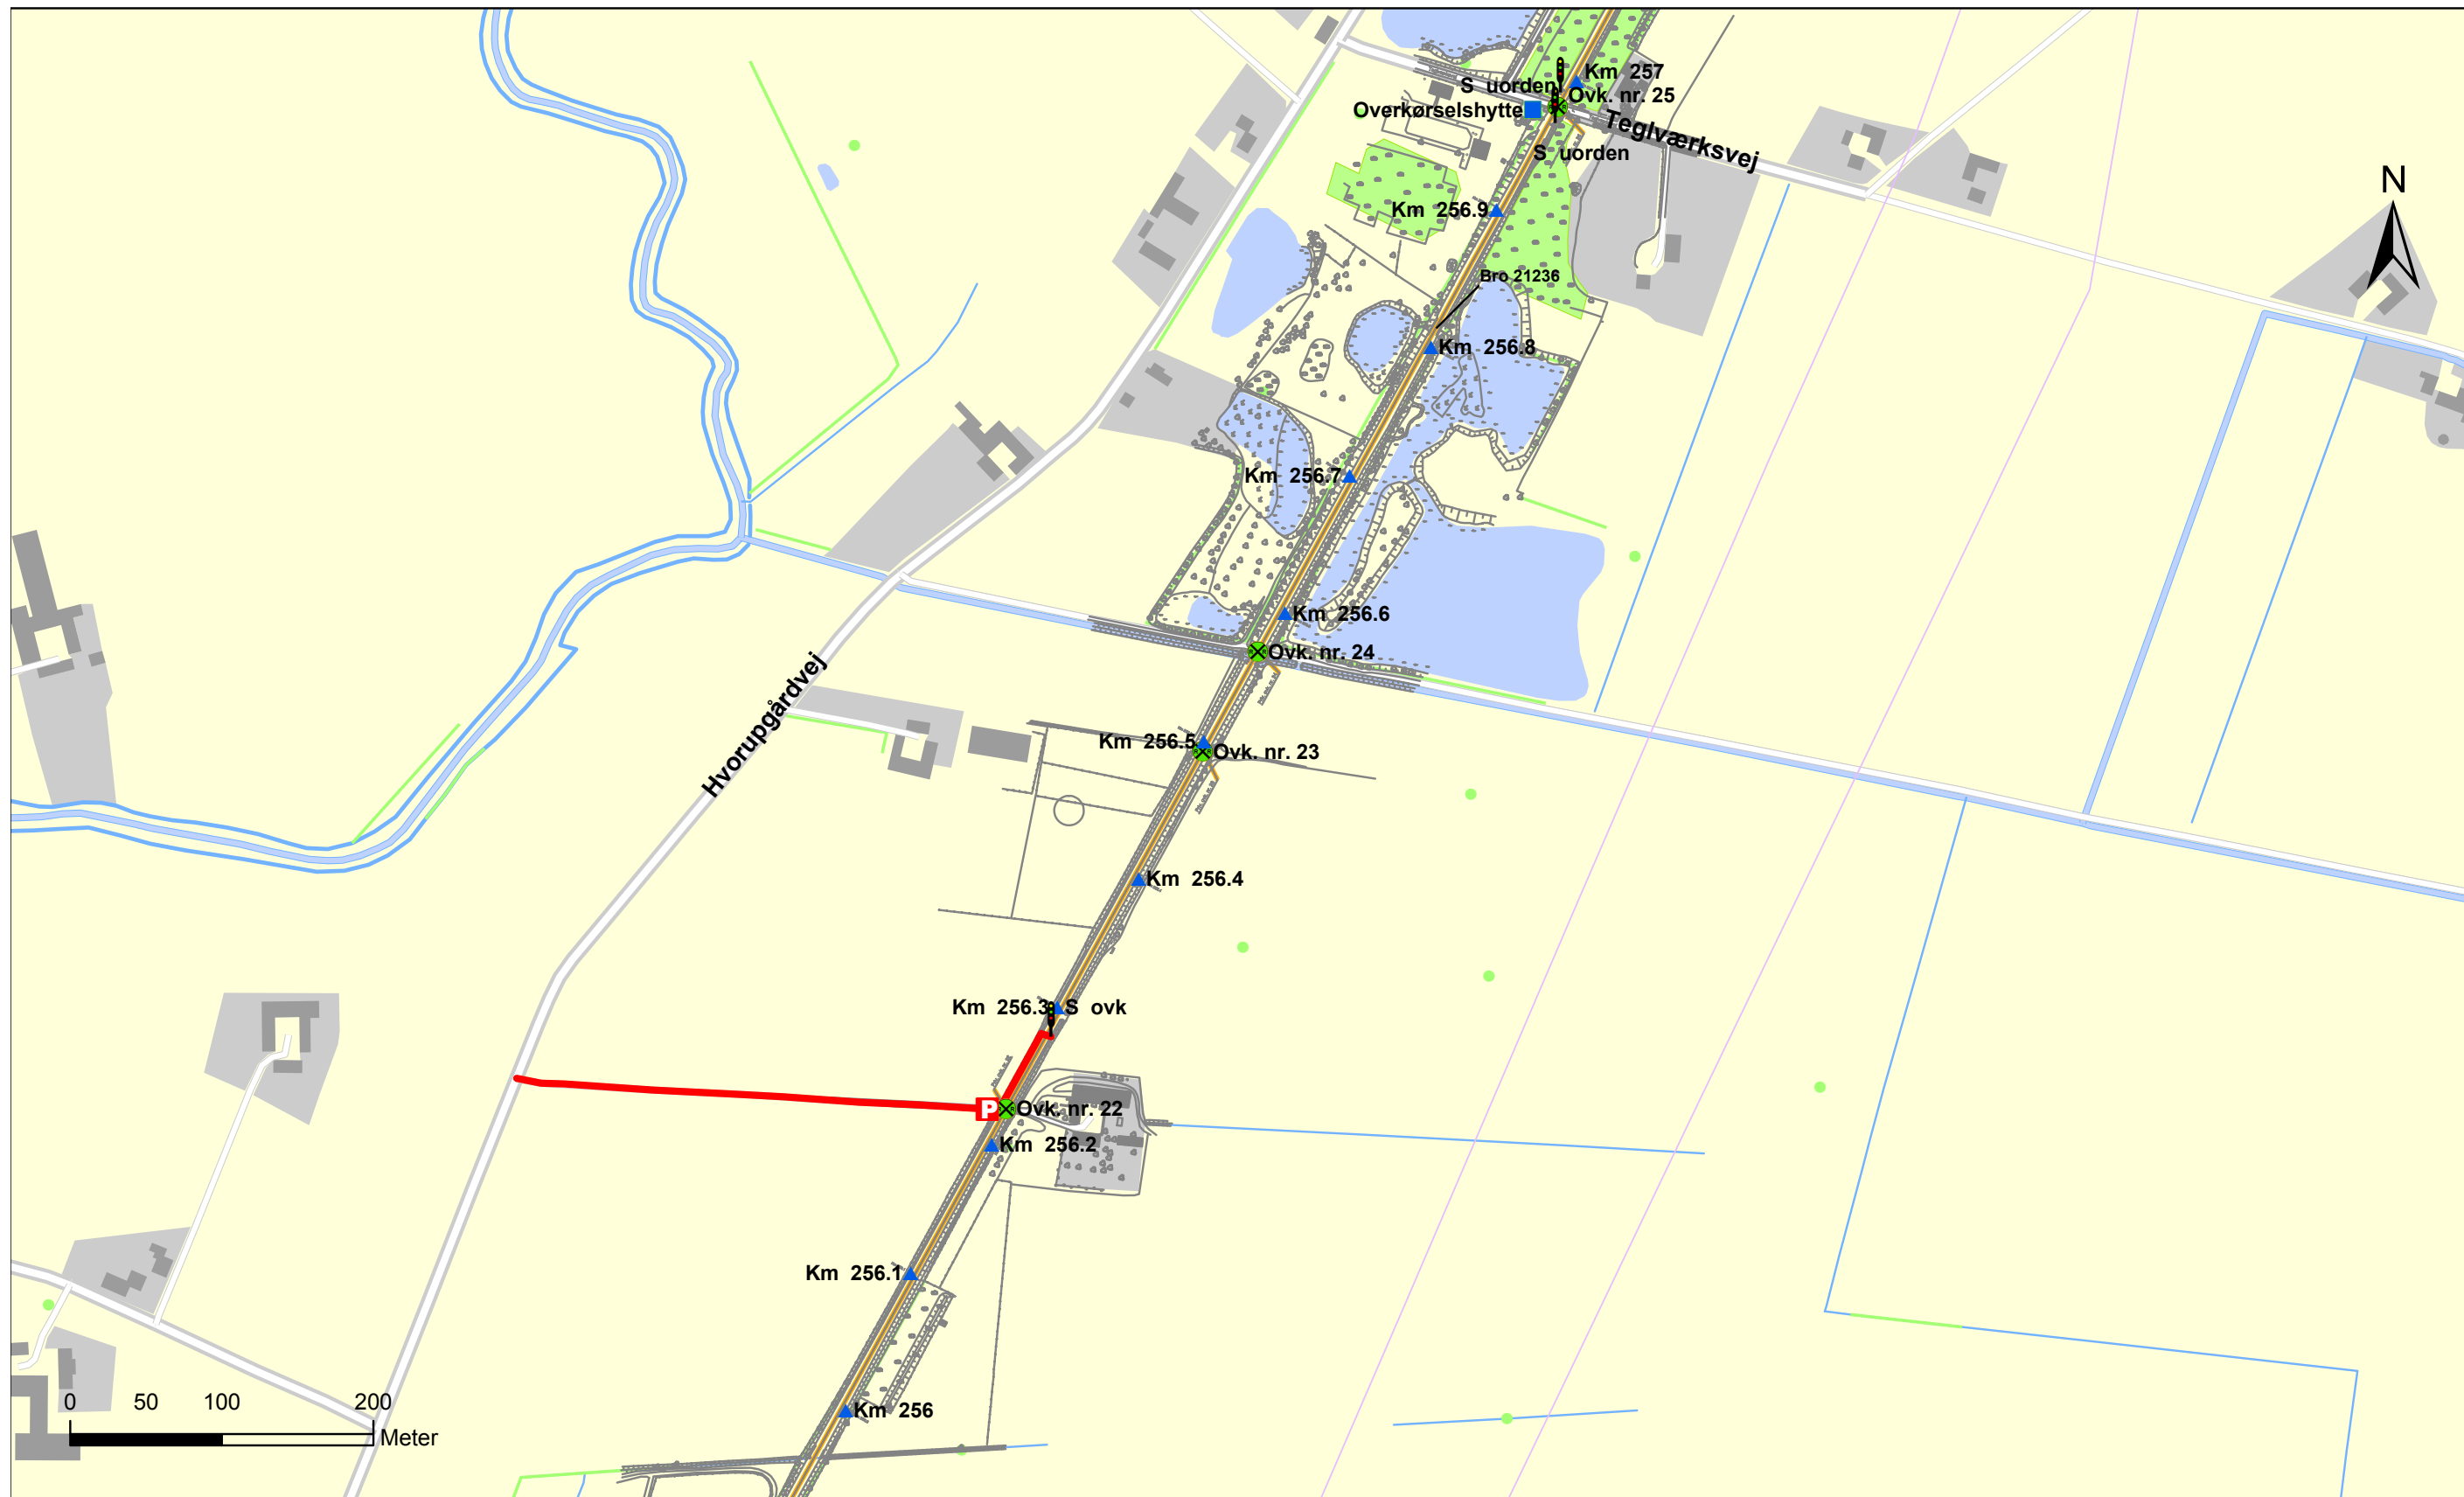 Km 257
S uorden
Ovk. nr. 25
Overkørselshytte
Teglværksvej
S uorden
N
Km 256.9
Bro 21236
Km 256.8
Km 256.7
Km 256.6
Ovk. nr. 24
Hvorupgårdvej
Km 256.5
Ovk. nr. 23
Km 256.4
Km 256.3
S ovk
P
Ovk. nr. 22
Km 256.2
Km 256.1
0 50 100 200
Km 256
Meter